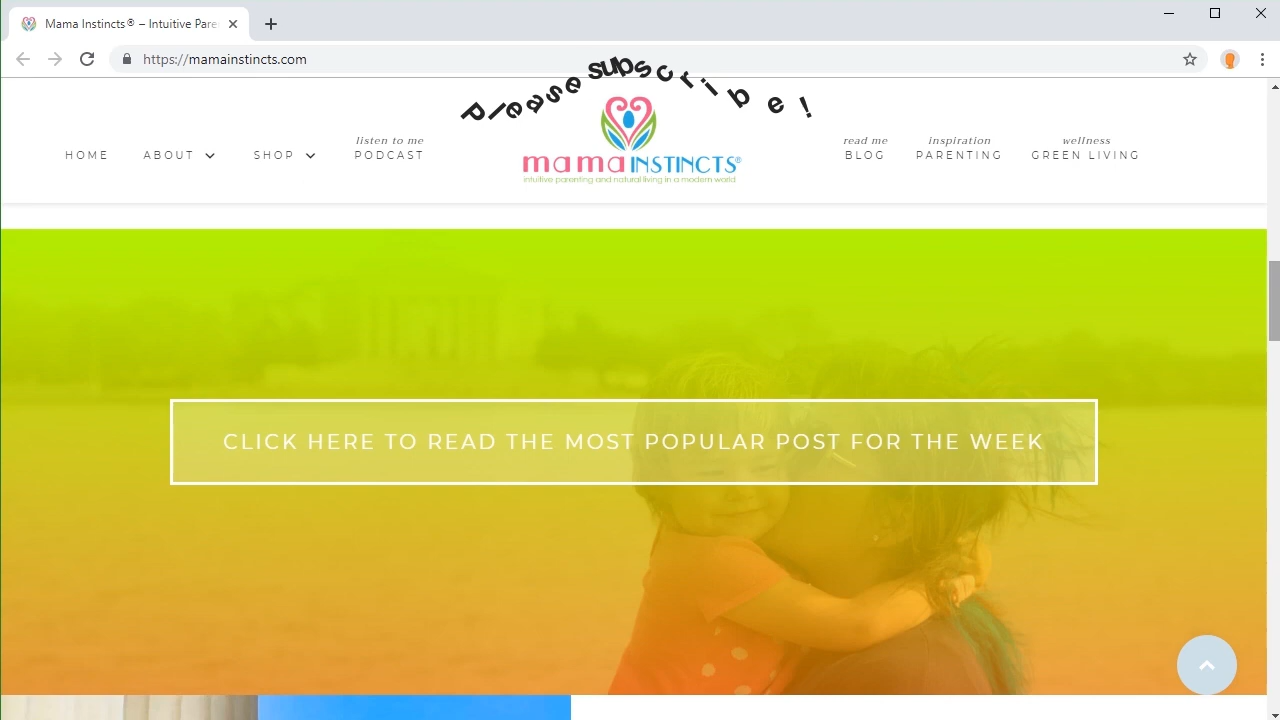 Mama Instincts® – Intuitive Pare
https://mamainstincts.com
Please subscribe!
HOME
ABOUT
SHOP
listen to me
PODCAST
mamaINSTINCTS®
intuitive parenting and natural living in a modern world
read me
BLOG
inspiration
PARENTING
wellness
GREEN LIVING
CLICK HERE TO READ THE MOST POPULAR POST FOR THE WEEK